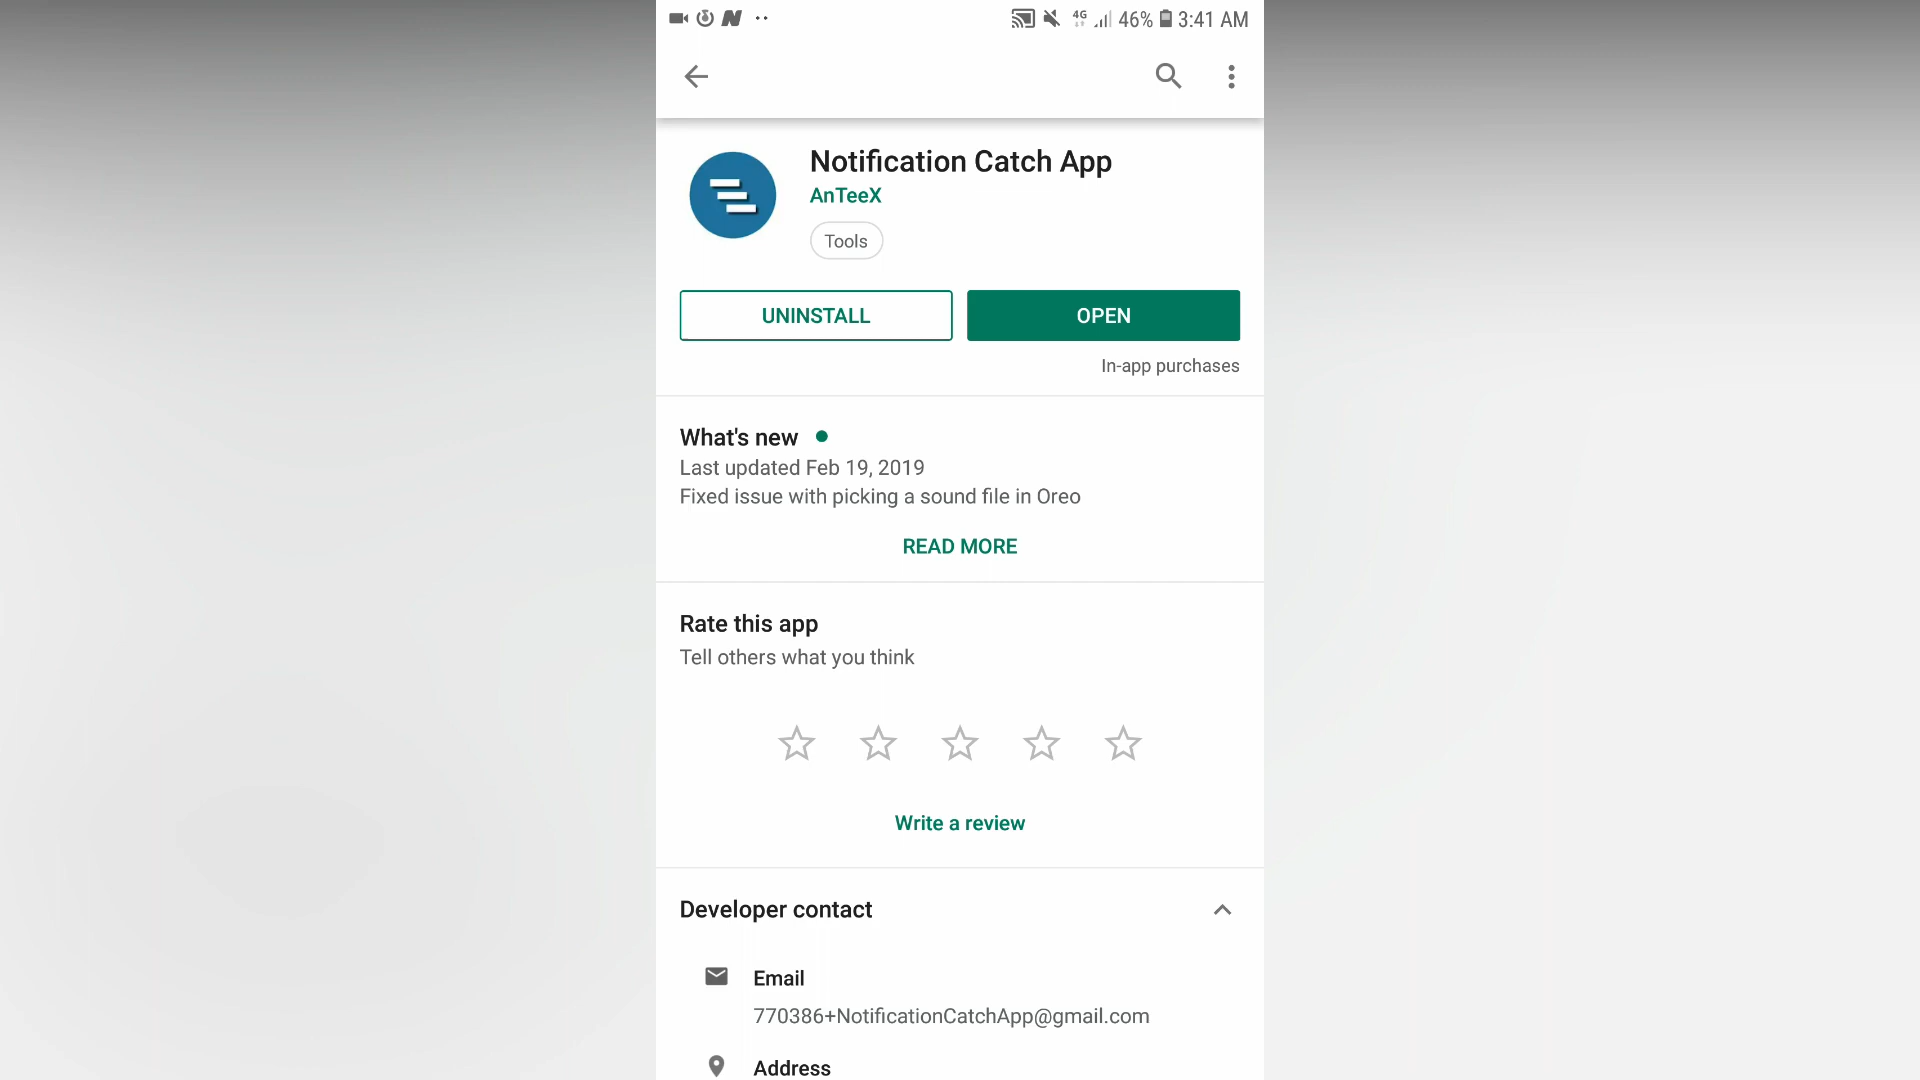 4G 46% 3:41 AM
Notification Catch App
AnTeeX
Tools
UNINSTALL
OPEN
In-app purchases
What's new
Last updated Feb 19, 2019
Fixed issue with picking a sound file in Oreo
READ MORE
Rate this app
Tell others what you think
Write a review
Developer contact
Email
770386+NotificationCatchApp@gmail.com
Address